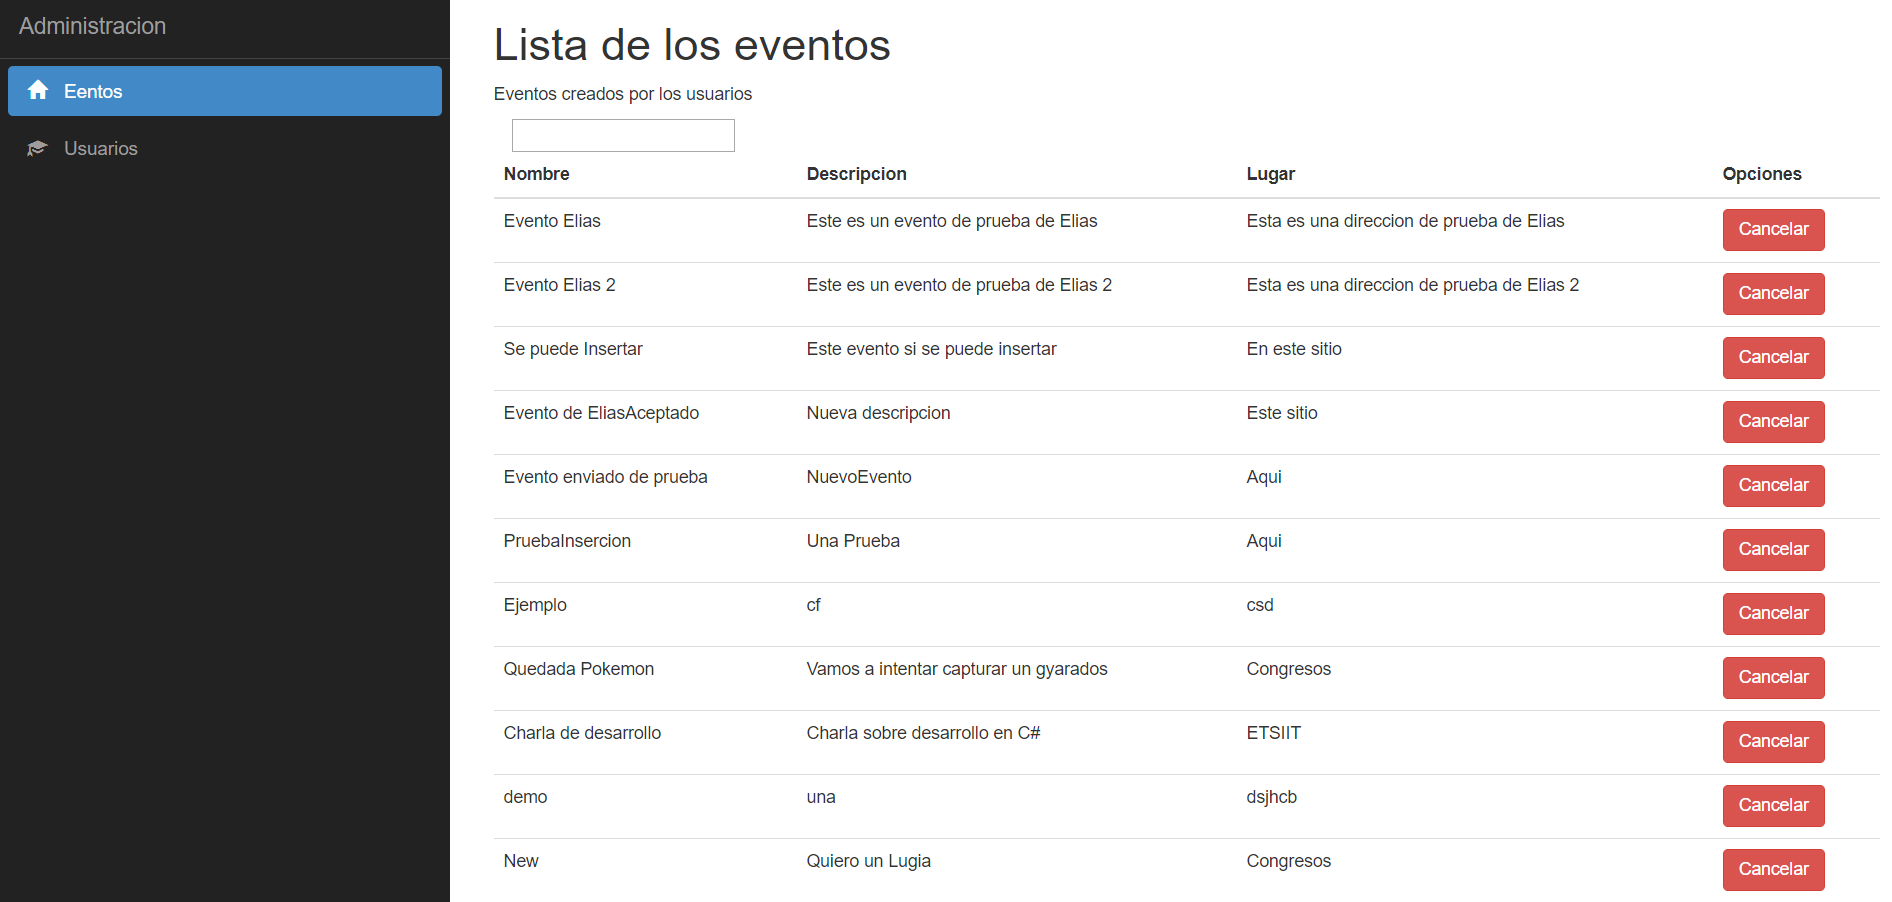 Administracion
Eentos
Usuarios
Lista de los eventos
Eventos creados por los usuarios
Nombre Descripcion Lugar Opciones
Evento Elias Este es un evento de prueba de Elias Esta es una direccion de prueba de Elias Cancelar
Evento Elias 2 Este es un evento de prueba de Elias 2 Esta es una direccion de prueba de Elias 2 Cancelar
Se puede Insertar Este evento si se puede insertar En este sitio Cancelar
Evento de EliasAceptado Nueva descripcion Este sitio Cancelar
Evento enviado de prueba NuevoEvento Aqui Cancelar
PruebaInsercion Una Prueba Aqui Cancelar
Ejemplo cf csd Cancelar
Quedada Pokemon Vamos a intentar capturar un gyarados Congresos Cancelar
Charla de desarrollo Charla sobre desarrollo en C# ETSIIT Cancelar
demo una dsjhcb Cancelar
New Quiero un Lugia Congresos Cancelar